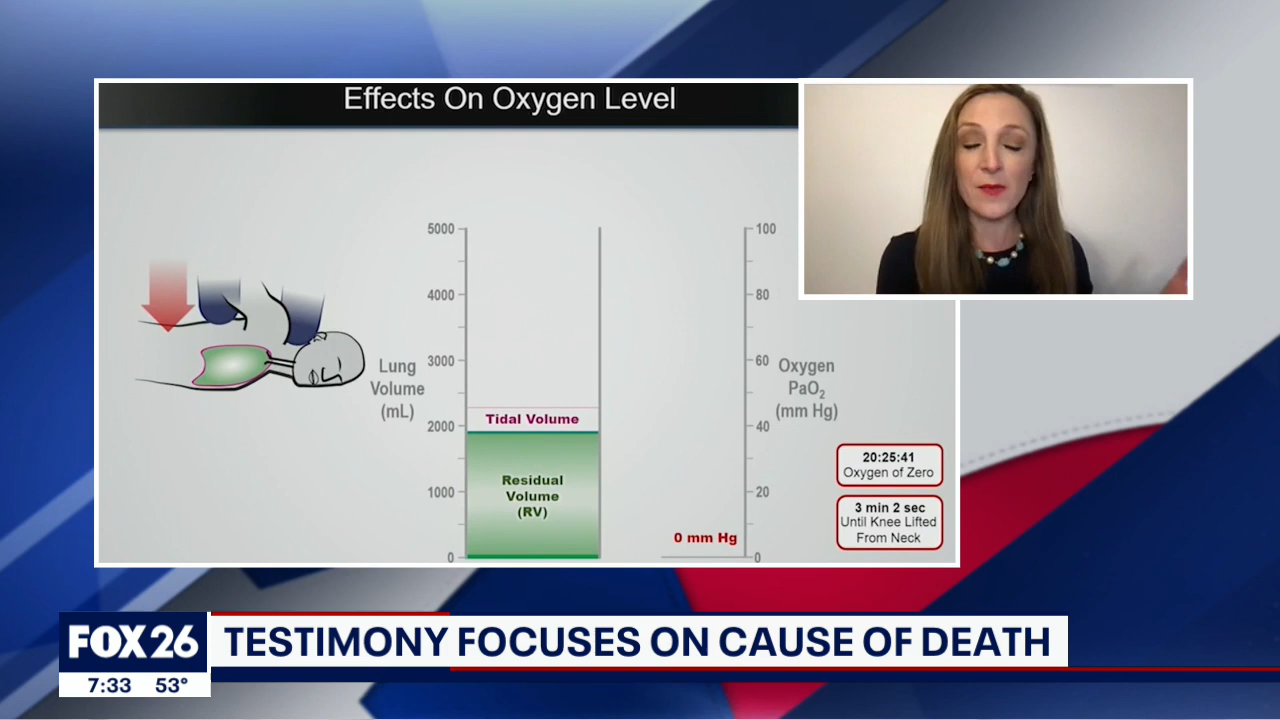 Effects On Oxygen Level
5000
4000
3000
2000
1000
0
Lung
Volume
(mL)
Tidal Volume
Residual
Volume
(RV)
100
80
60
40
20
0
Oxygen
PaO₂
(mm Hg)
0 mm Hg
20:25:41
Oxygen of Zero
3 min 2 sec
Until Knee Lifted
From Neck
FOX 26
TESTIMONY FOCUSES ON CAUSE OF DEATH
7:33 53°